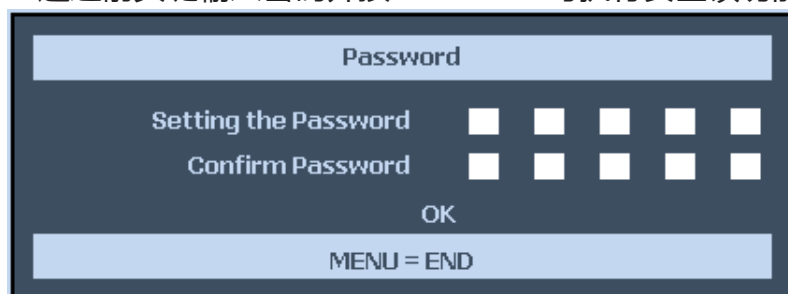 Password
Setting the Password
Confirm Password
OK
MENU = END